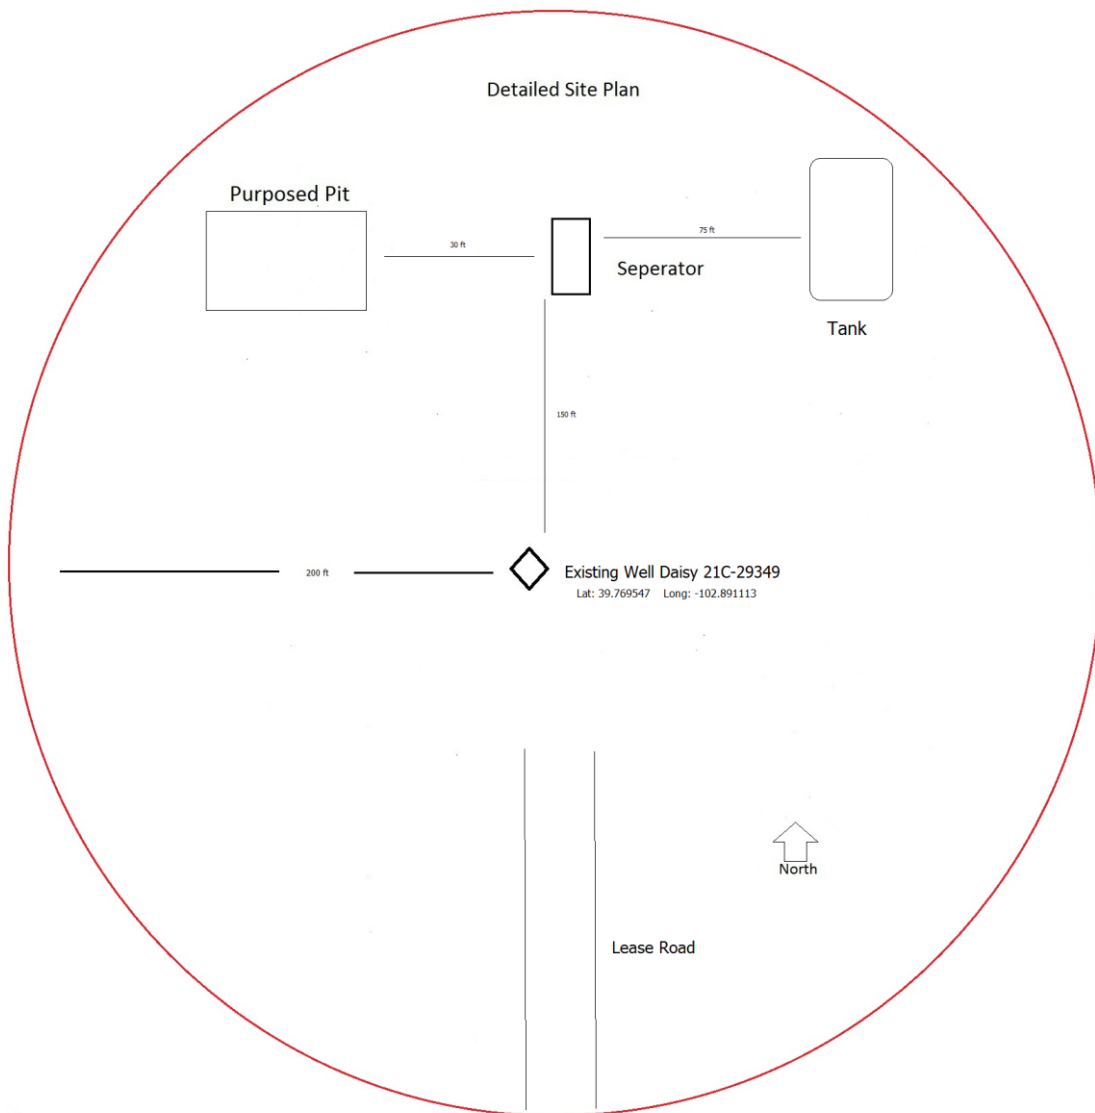 Detailed Site Plan
Purposed Pit
30 ft
75 ft
Seperator
Tank
150 ft
200 ft
Existing Well Daisy 21C-29349
Lat: 39.769547    Long: -102.891113
North
Lease Road